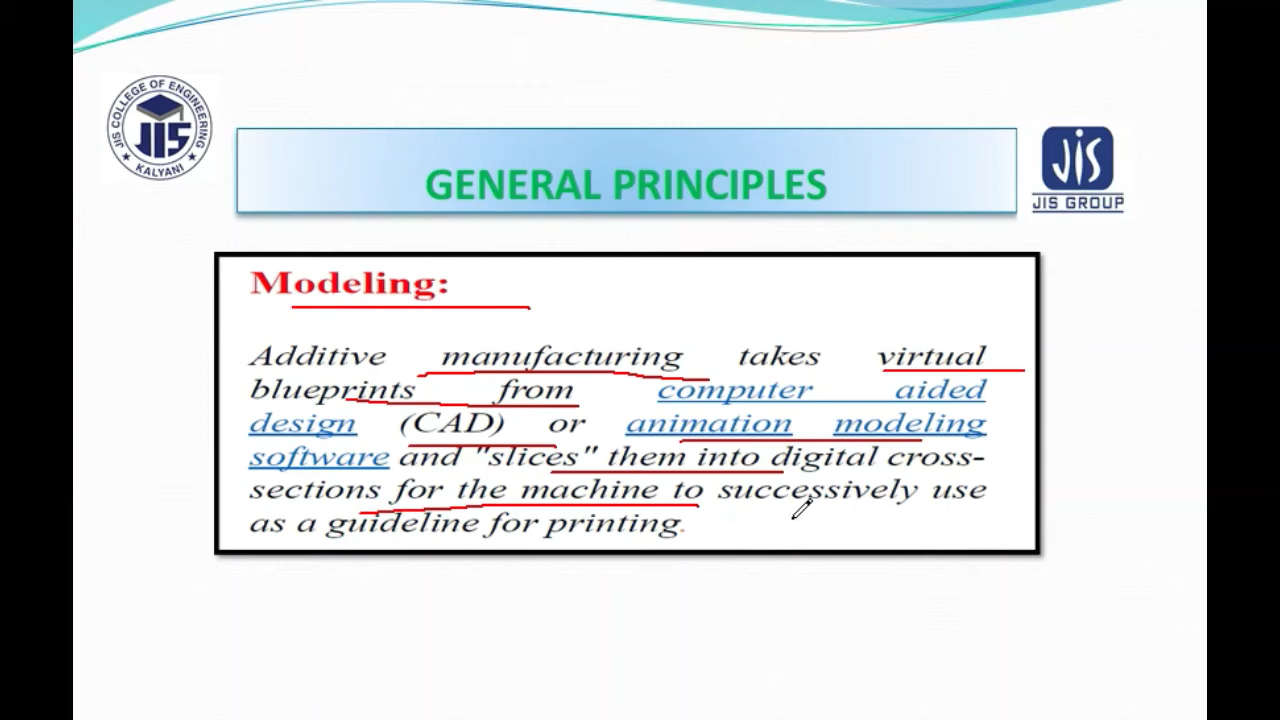 JIS COLLEGE OF ENGINEERING
JIS
KALYANI
GENERAL PRINCIPLES
JiS
JIS GROUP
Modeling:
Additive manufacturing takes virtual
blueprints from computer aided
design (CAD) or animation modeling
software and "slices" them into digital cross-
sections for the machine to successively use
as a guideline for printing.